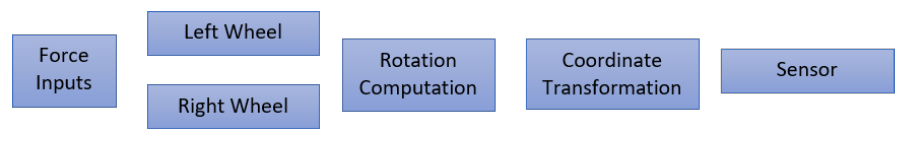 Force
Inputs
Left Wheel
Right Wheel
Rotation
Computation
Coordinate
Transformation
Sensor